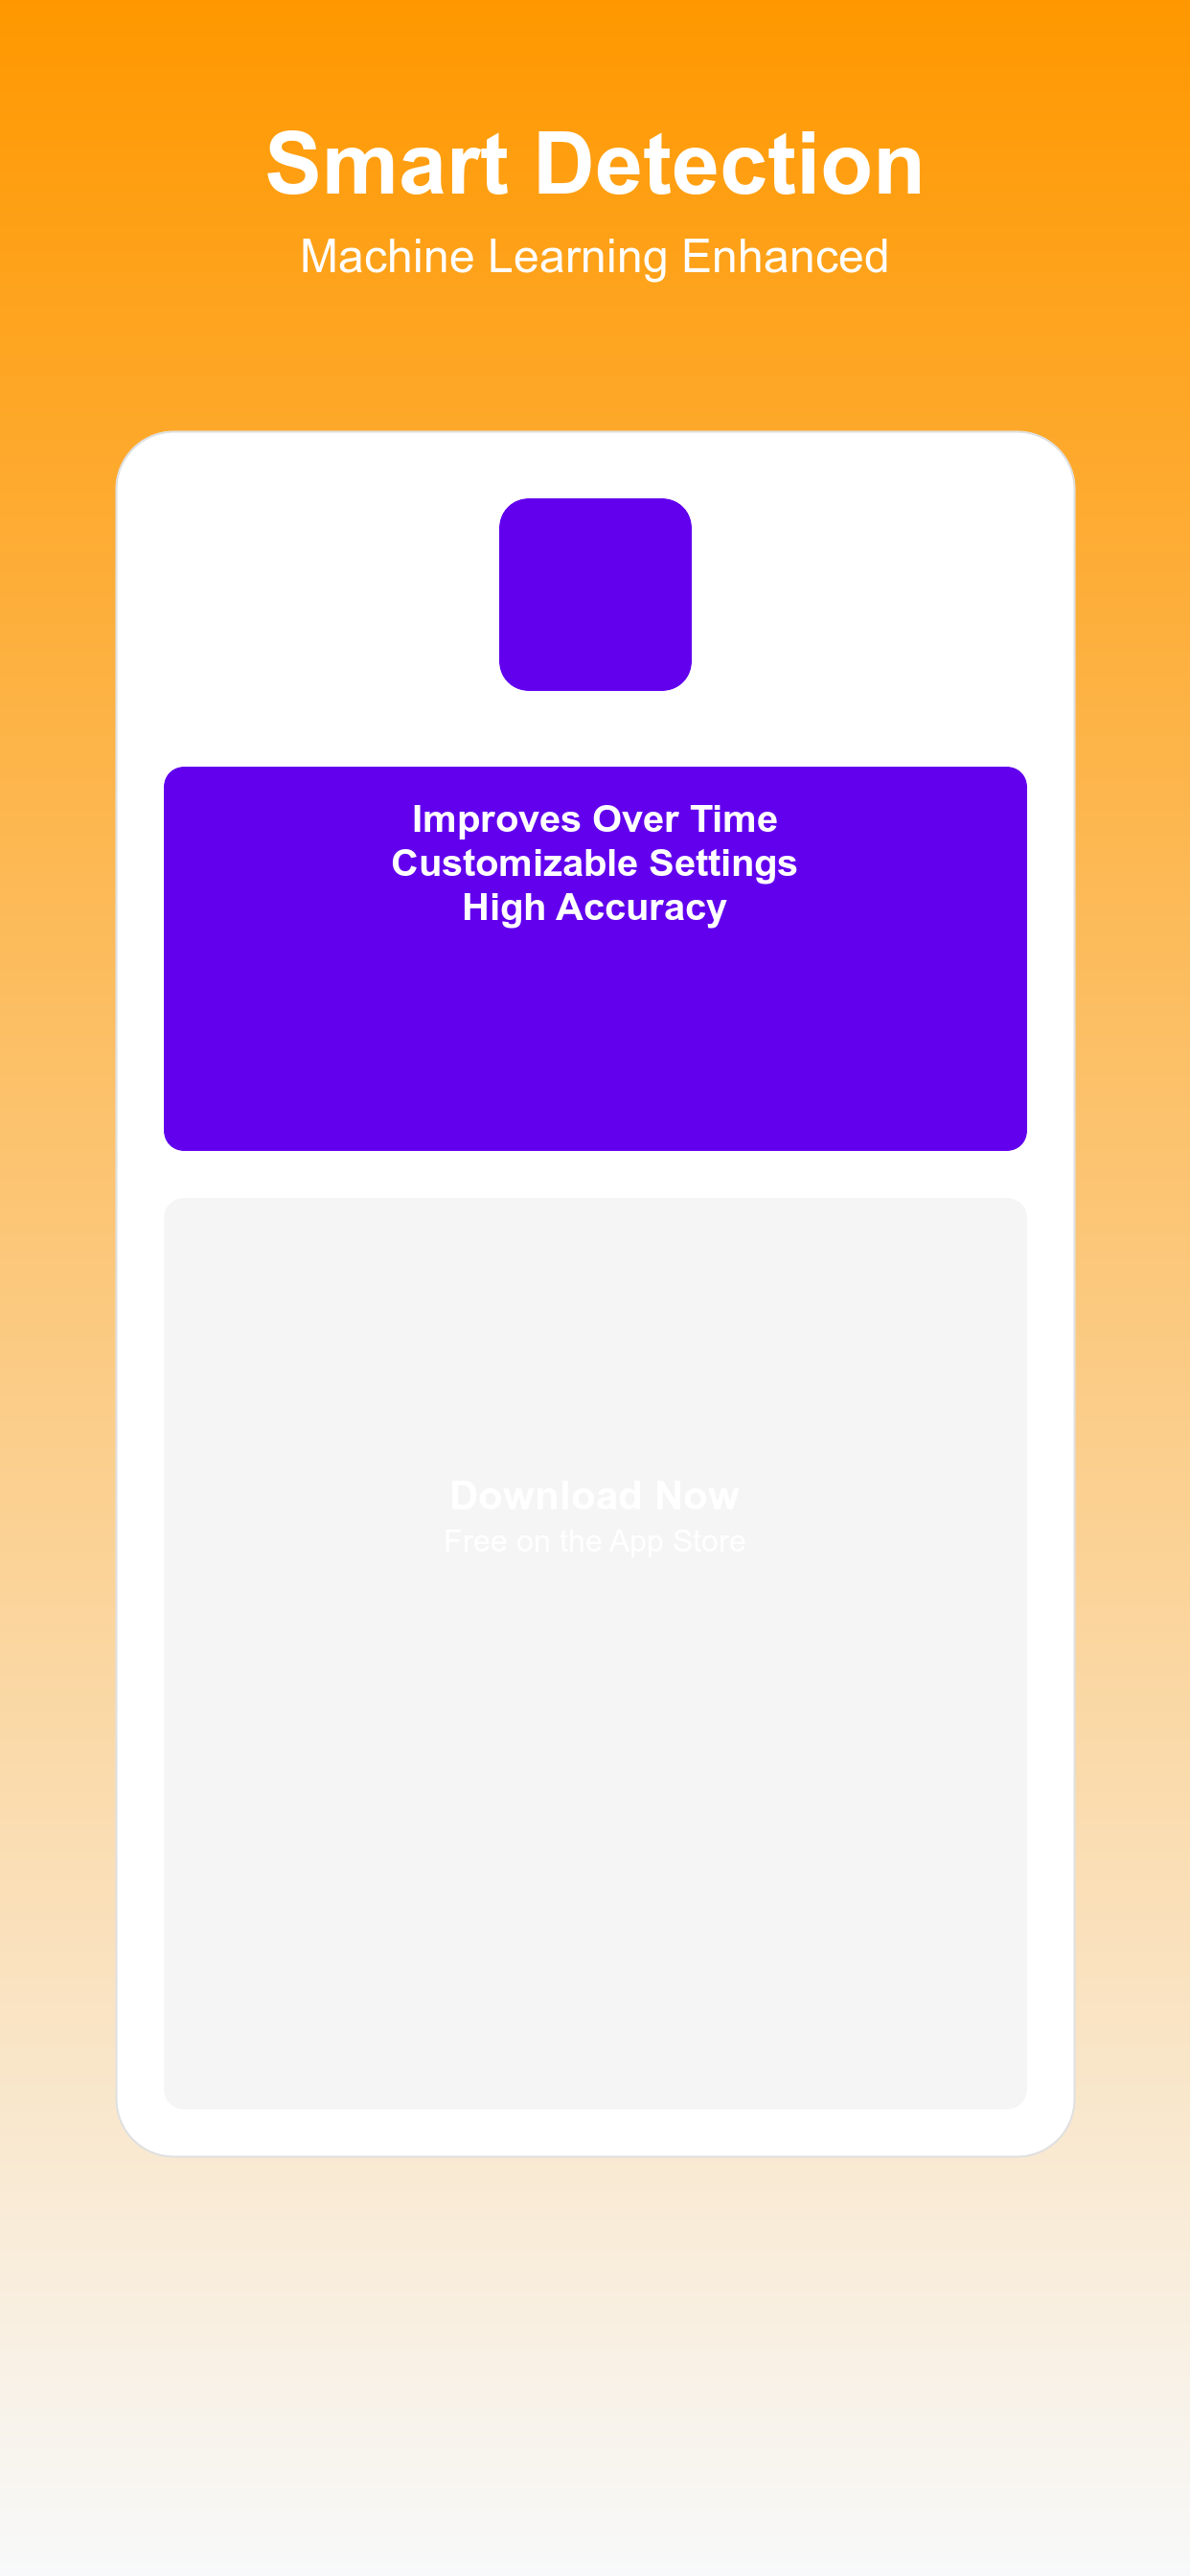 Smart Detection
Machine Learning Enhanced
Improves Over Time
Customizable Settings
High Accuracy
Download Now
Free on the App Store